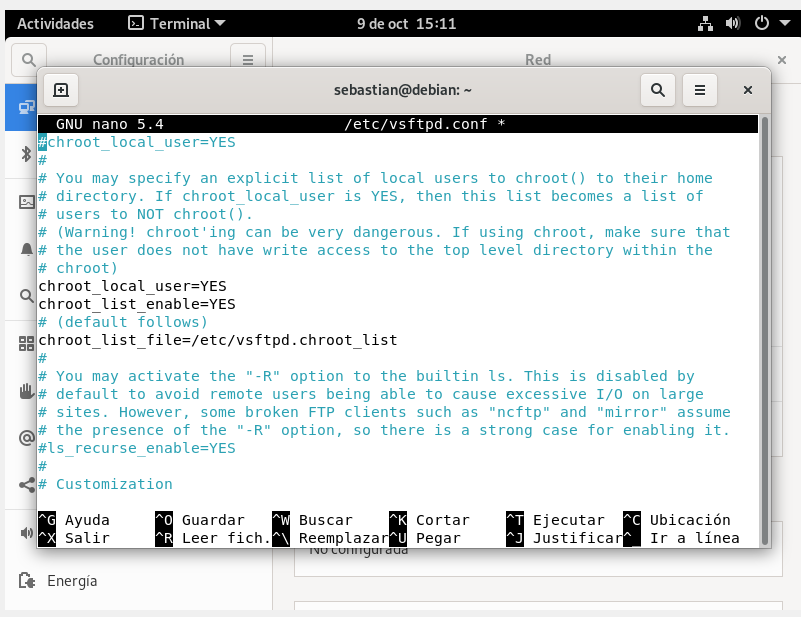 Actividades Terminal 9 de oct 15:11
Configuración Red
sebastian@debian: ~
GNU nano 5.4 /etc/vsftpd.conf *
#chroot_local_user=YES
#
# You may specify an explicit list of local users to chroot() to their home
# directory. If chroot_local_user is YES, then this list becomes a list of
# users to NOT chroot().
# (Warning! chroot'ing can be very dangerous. If using chroot, make sure that
# the user does not have write access to the top level directory within the
# chroot)
chroot_local_user=YES
chroot_list_enable=YES
# (default follows)
chroot_list_file=/etc/vsftpd.chroot_list
#
# You may activate the "-R" option to the builtin ls. This is disabled by
# default to avoid remote users being able to cause excessive I/O on large
# sites. However, some broken FTP clients such as "ncftp" and "mirror" assume
# the presence of the "-R" option, so there is a strong case for enabling it.
#ls_recurse_enable=YES
#
# Customization
^G Ayuda ^O Guardar ^W Buscar ^K Cortar ^T Ejecutar ^C Ubicación
^X Salir ^R Leer fich. ^\ Reemplazar ^U Pegar ^J Justificar ^_ Ir a línea
No configurada
Energía